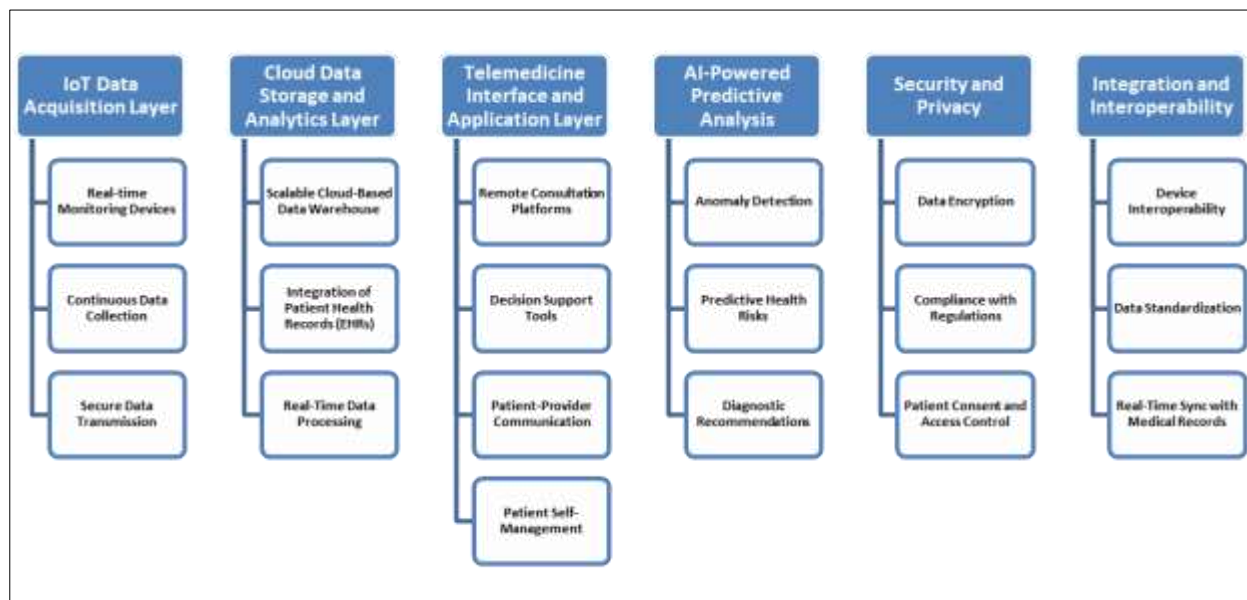 IoT Data
Acquisition Layer
Real-time
Monitoring Devices
Continuous Data
Collection
Secure Data
Transmission
Cloud Data
Storage and
Analytics Layer
Scalable Cloud-Based
Data Warehouse
Integration of
Patient Health
Records (EHRs)
Real-Time Data
Processing
Telemedicine
Interface and
Application Layer
Remote Consultation
Platforms
Decision Support
Tools
Patient-Provider
Communication
Patient Self-
Management
AI-Powered
Predictive
Analysis
Anomaly Detection
Predictive Health
Risks
Diagnostic
Recommendations
Security and
Privacy
Data Encryption
Compliance with
Regulations
Patient Consent and
Access Control
Integration and
Interoperability
Device
Interoperability
Data Standardization
Real-Time Sync with
Medical Records